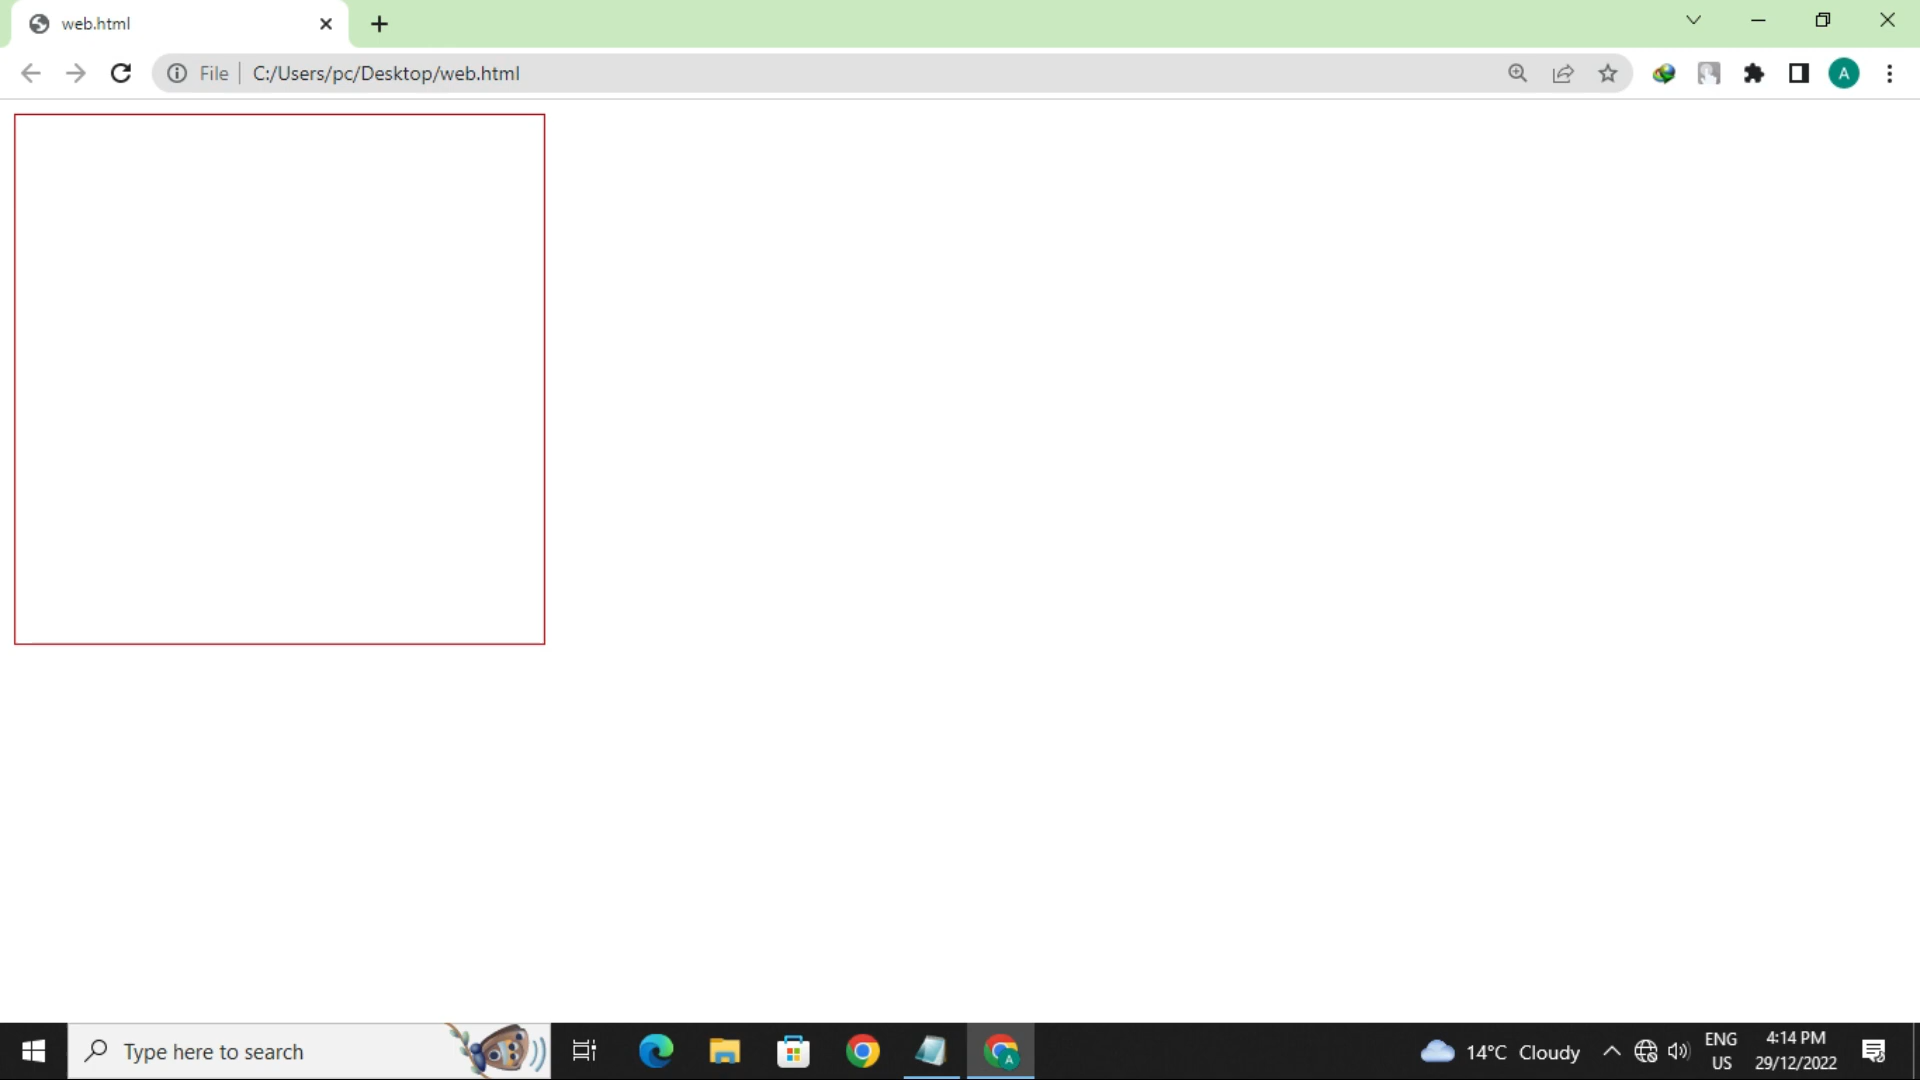 web.html
File
C:/Users/pc/Desktop/web.html
A
Type here to search
A
14°C Cloudy
ENG
US
4:14 PM
29/12/2022